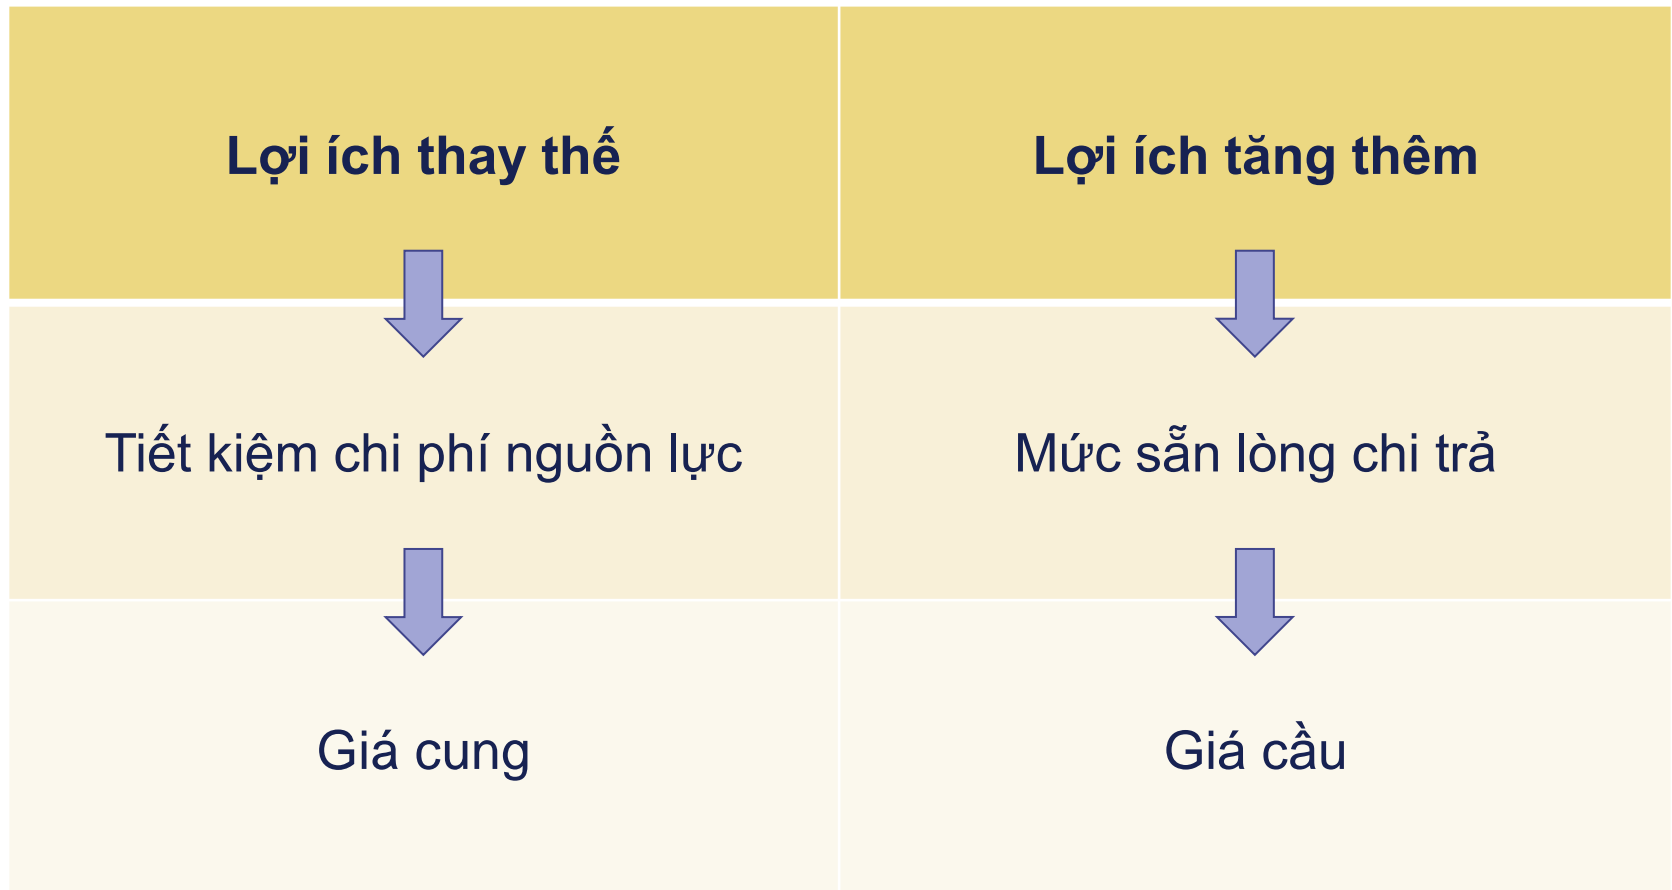 Lợi ích thay thế
Lợi ích tăng thêm
Tiết kiệm chi phí nguồn lực
Mức sẵn lòng chi trả
Giá cung
Giá cầu